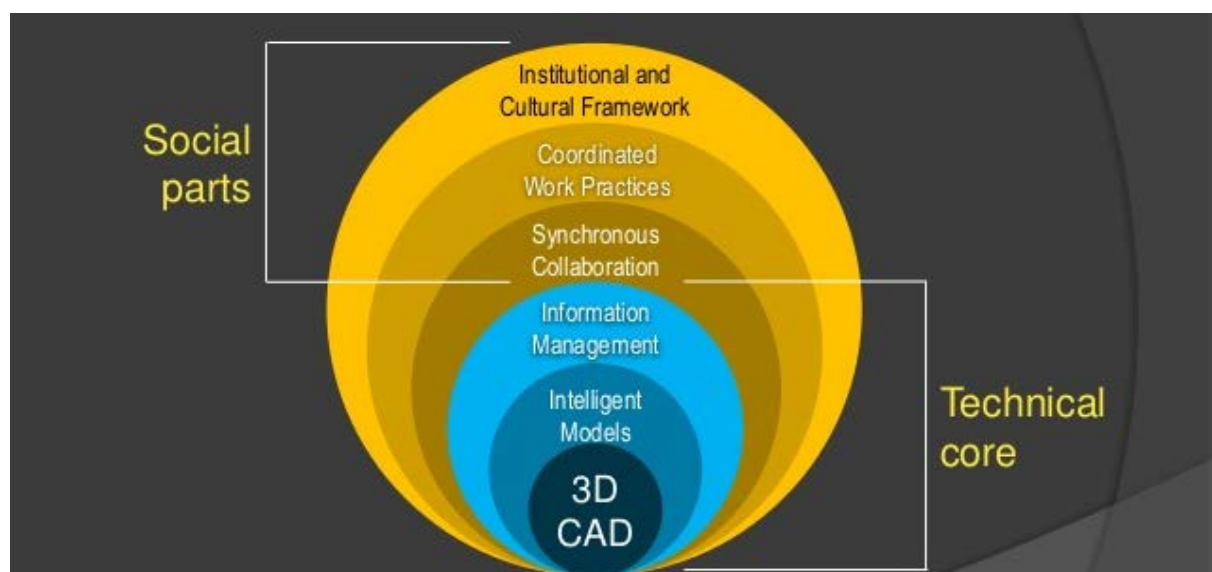 Social
parts
Institutional and
Cultural Framework
Coordinated
Work Practices
Synchronous
Collaboration
Information
Management
Intelligent
Models
3D
CAD
Technical
core